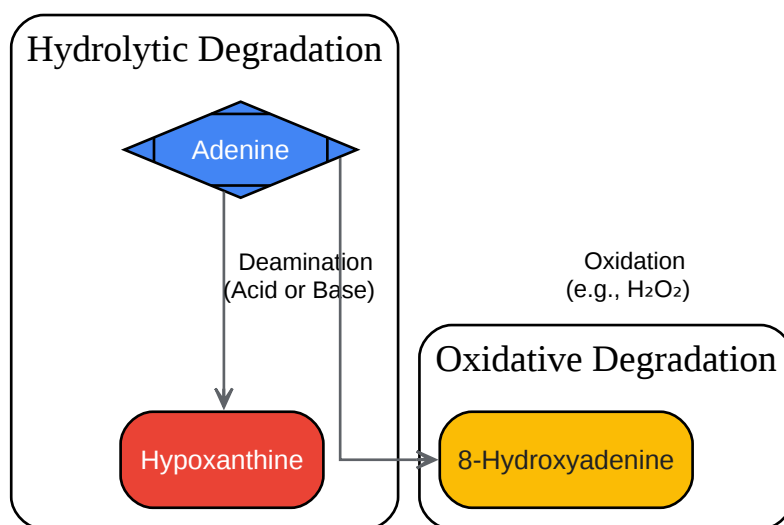 Hydrolytic Degradation
Adenine
Deamination
(Acid or Base)
Oxidation
(e.g., H₂O₂)
Oxidative Degradation
Hypoxanthine
8-Hydroxyadenine